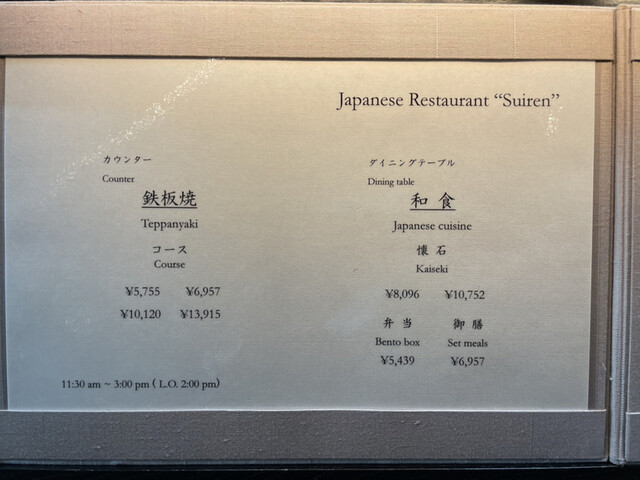 Japanese Restaurant “Suiren”
カウンター
Counter
鉄板焼
Teppanyaki
コース
Course
¥5,755 ¥6,957
¥10,120 ¥13,915
11:30 am ~ 3:00 pm ( L.O. 2:00 pm)
ダイニングテーブル
Dining table
和 食
Japanese cuisine
懐 石
Kaiseki
¥8,096 ¥10,752
弁 当 御 膳
Bento box Set meals
¥5,439 ¥6,957